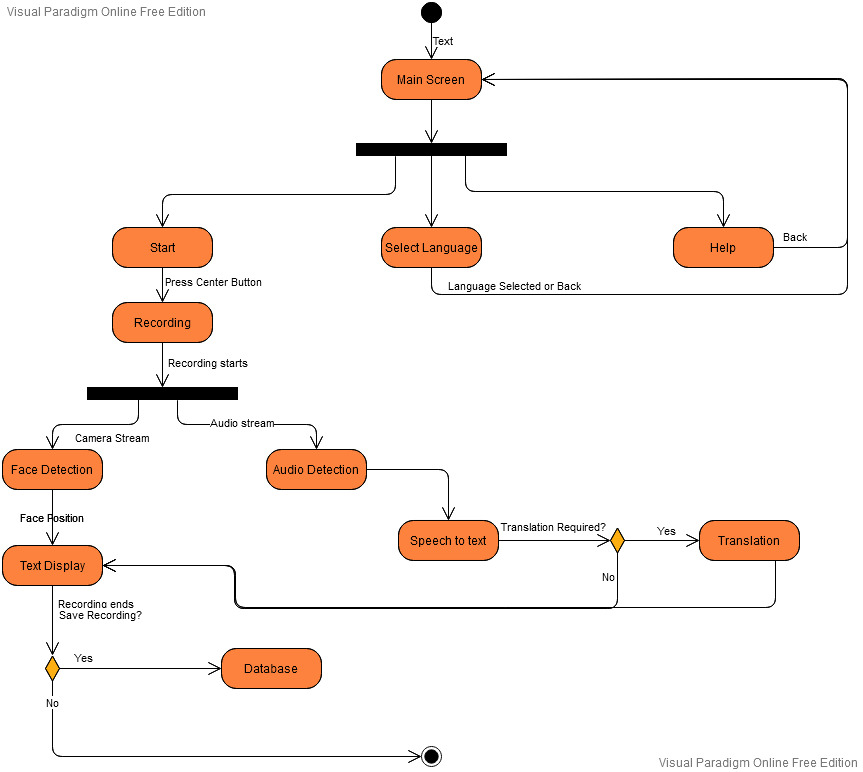 Visual Paradigm Online Free Edition
Text
Main Screen
Start
Select Language
Help
Back
Press Center Button
Language Selected or Back
Recording
Recording starts
Audio stream
Camera Stream
Face Detection
Audio Detection
Face Position
Speech to text
Translation Required?
Yes
Translation
Text Display
No
Recording ends
Save Recording?
Yes
Database
No
Visual Paradigm Online Free Edition